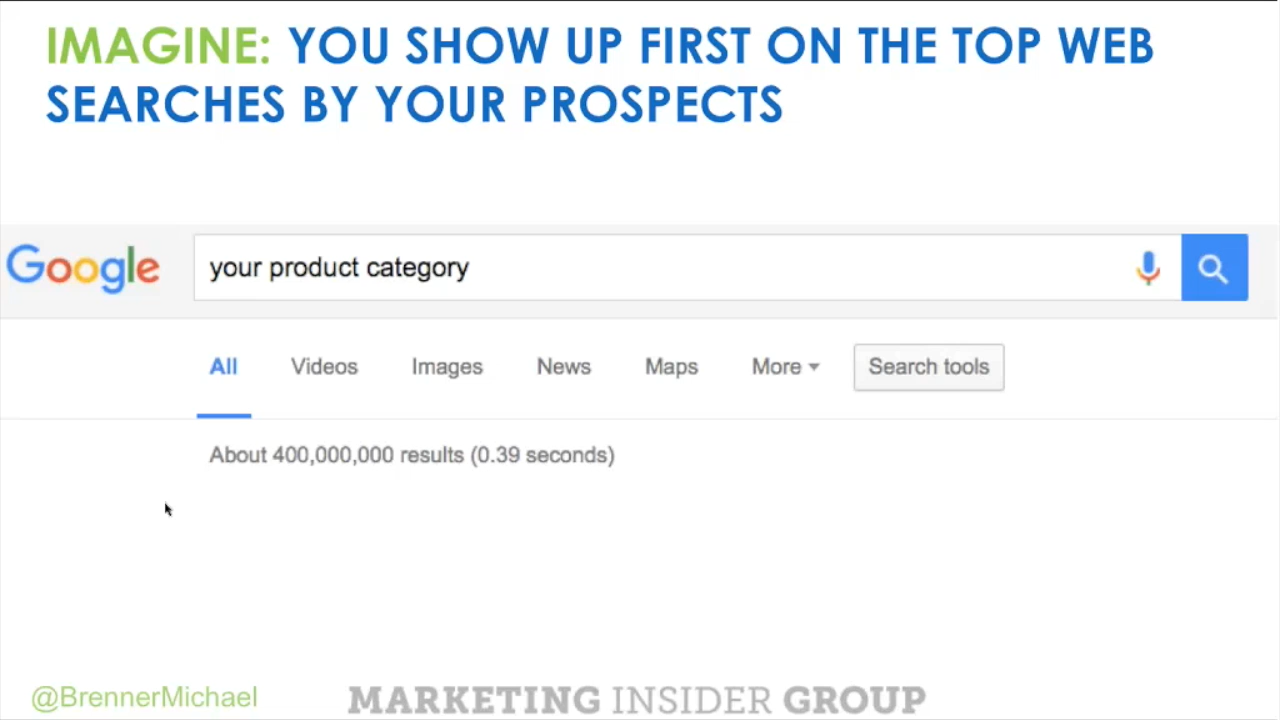 IMAGINE: YOU SHOW UP FIRST ON THE TOP WEB
SEARCHES BY YOUR PROSPECTS
Google
your product category
All Videos Images News Maps More Search tools
About 400,000,000 results (0.39 seconds)
@BrennerMichael
MARKETING INSIDER GROUP